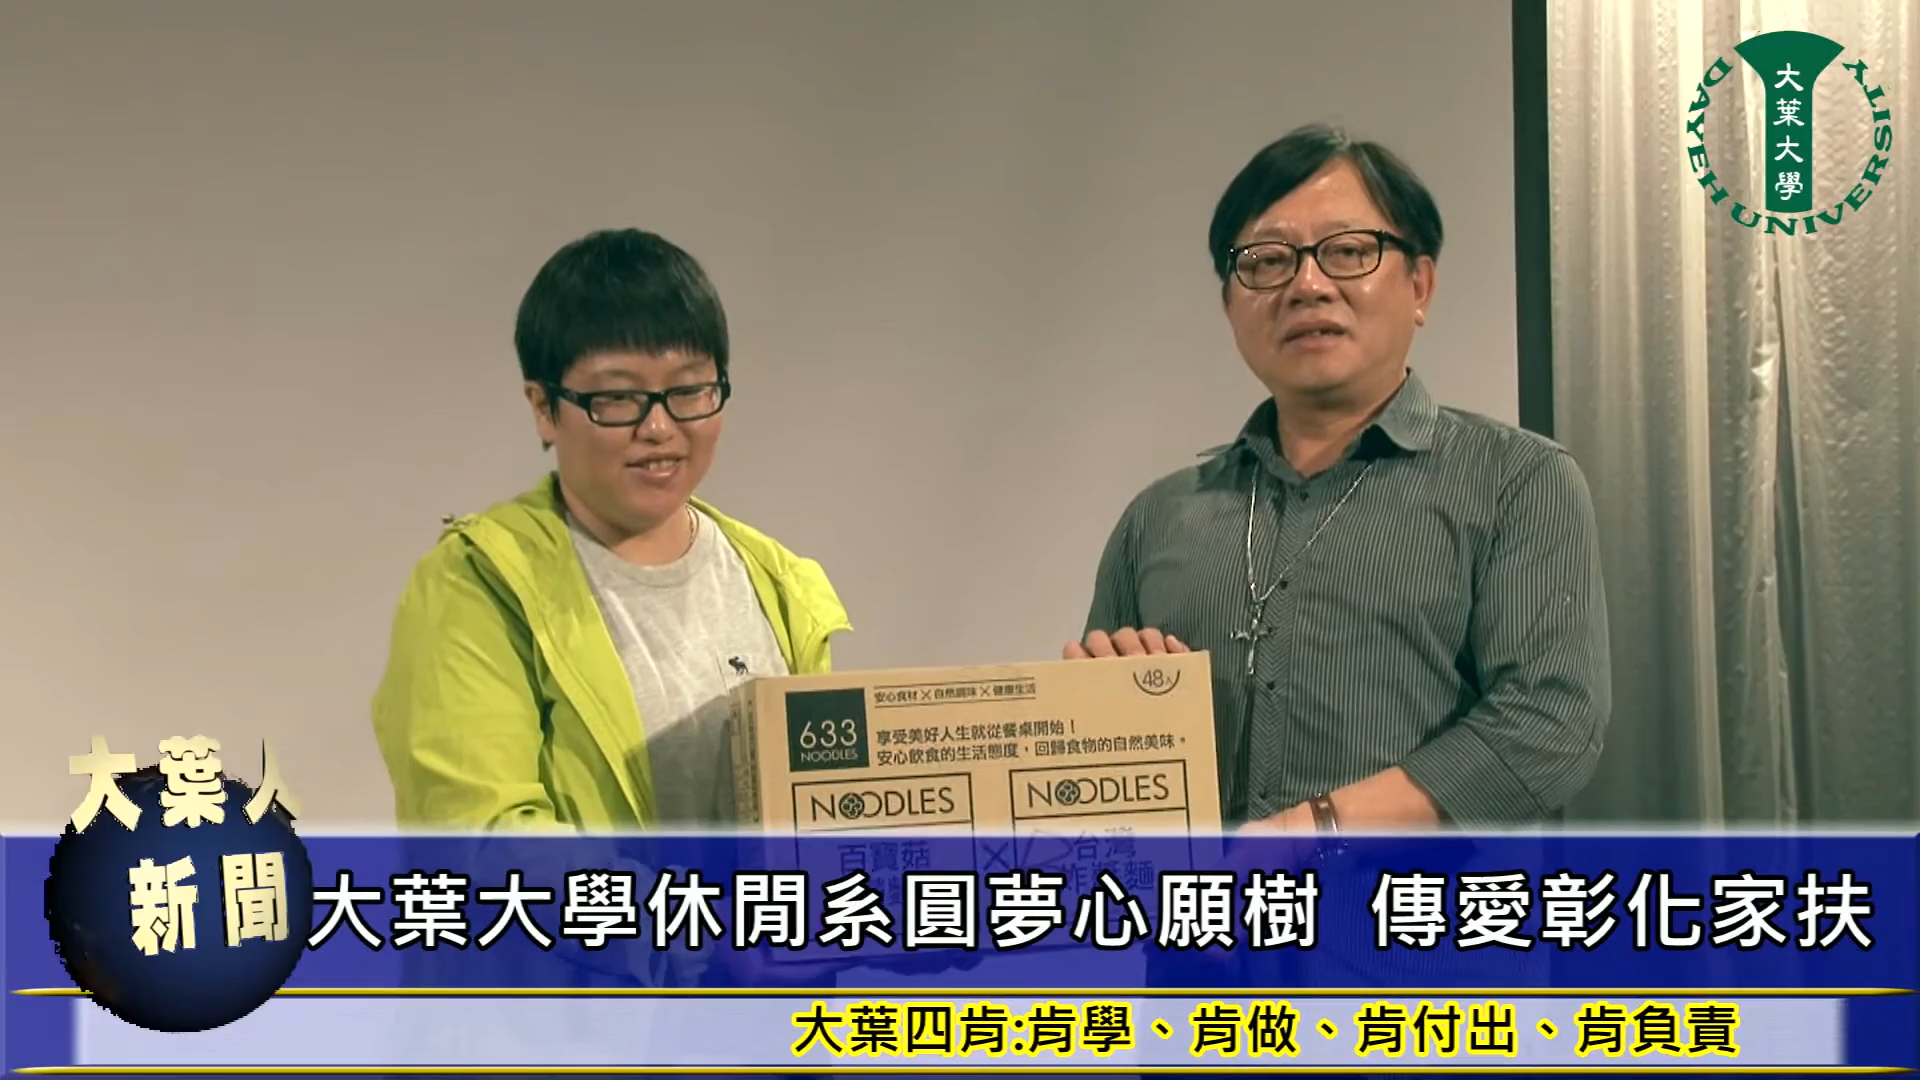 大葉大學
DAYEH UNIVERSITY
安心食材✕自然調味✕健康生活
48入
633
NOODLES
享受美好人生就從餐桌開始！
安心飲食的生活態度，回歸食物的自然美味。
NOODLES
NOODLES
百寶菇
✕
台灣
炸醬麵
大葉人
新聞
大葉大學休閒系圓夢心願樹 傳愛彰化家扶
大葉四肯:肯學、肯做、肯付出、肯負責